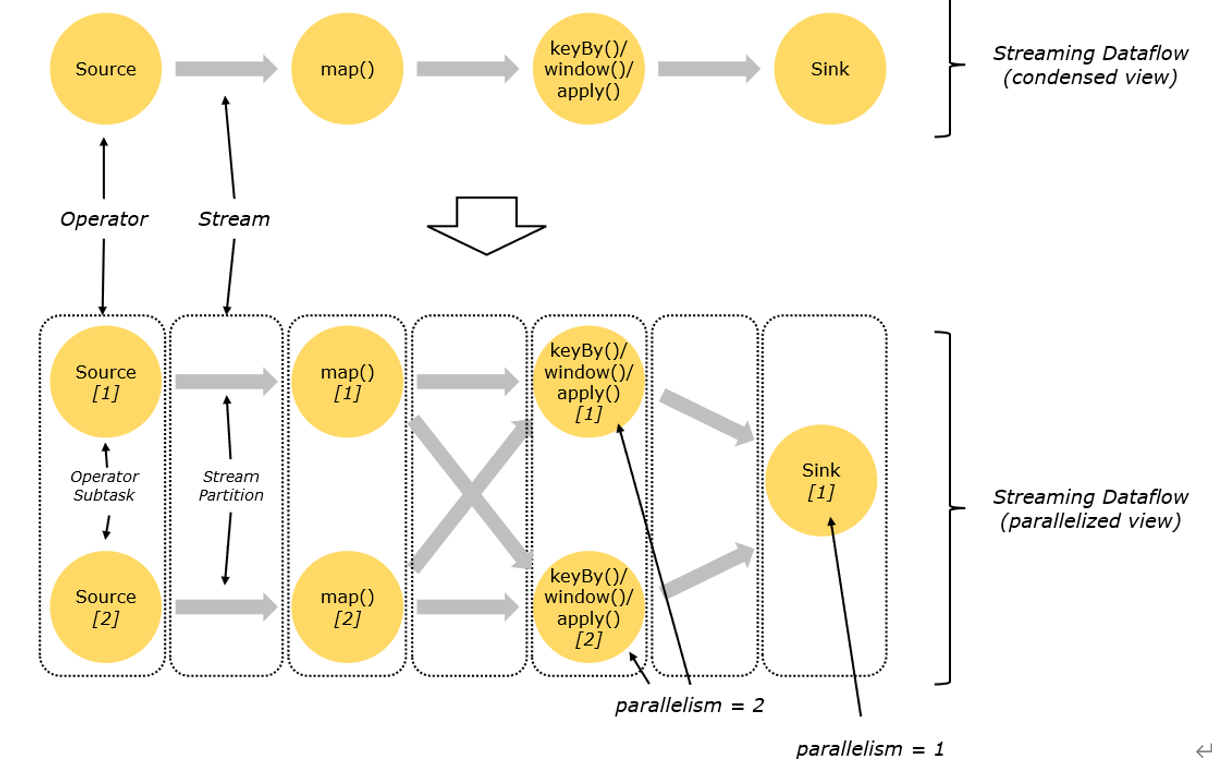 Source
map()
keyBy()/
window()/
apply()
Sink
Streaming Dataflow
(condensed view)
Operator
Stream
Source
[1]
map()
[1]
keyBy()/
window()/
apply()
[1]
Operator
Subtask
Stream
Partition
Sink
[1]
Streaming Dataflow
(parallelized view)
Source
[2]
map()
[2]
keyBy()/
window()/
apply()
[2]
parallelism = 2
parallelism = 1